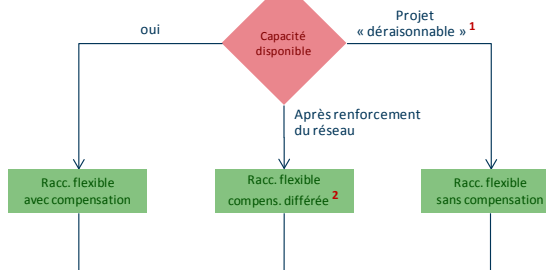 oui
Capacité
disponible
Projet
« déraisonnable » 1
Après renforcement
du réseau
Racc. flexible
avec compensation
Racc. flexible
compens. différée 2
Racc. flexible
sans compensation